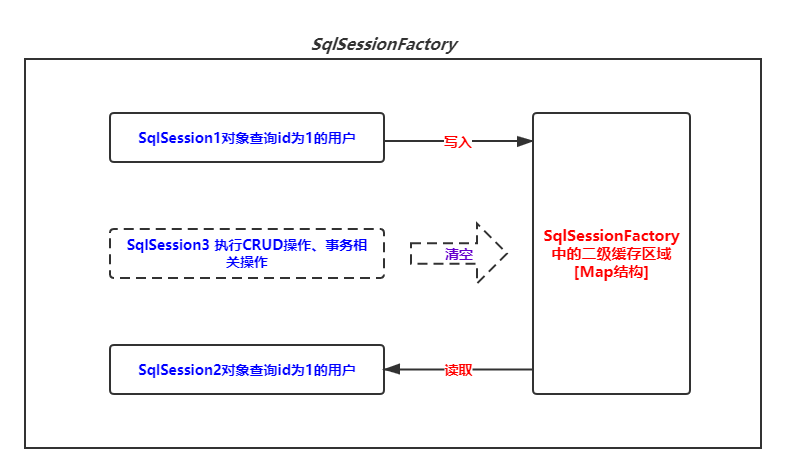 SqlSessionFactory
SqlSession1对象查询id为1的用户
写入
SqlSession3 执行CRUD操作、事务相
关操作
清空
SqlSessionFactory
中的二级缓存区域
[Map结构]
SqlSession2对象查询id为1的用户
读取